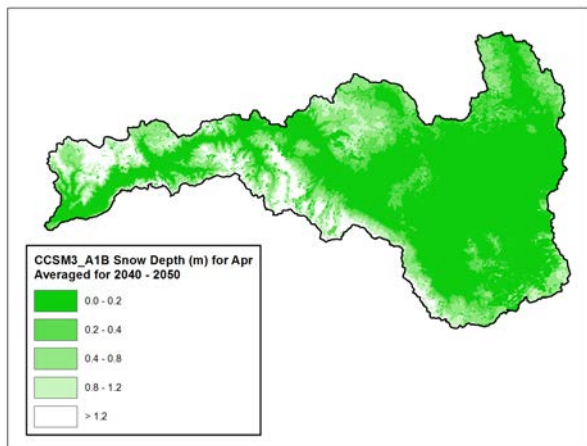 CCSM3_A1B Snow Depth (m) for Apr
Averaged for 2040 - 2050
0.0 - 0.2
0.2 - 0.4
0.4 - 0.8
0.8 - 1.2
> 1.2